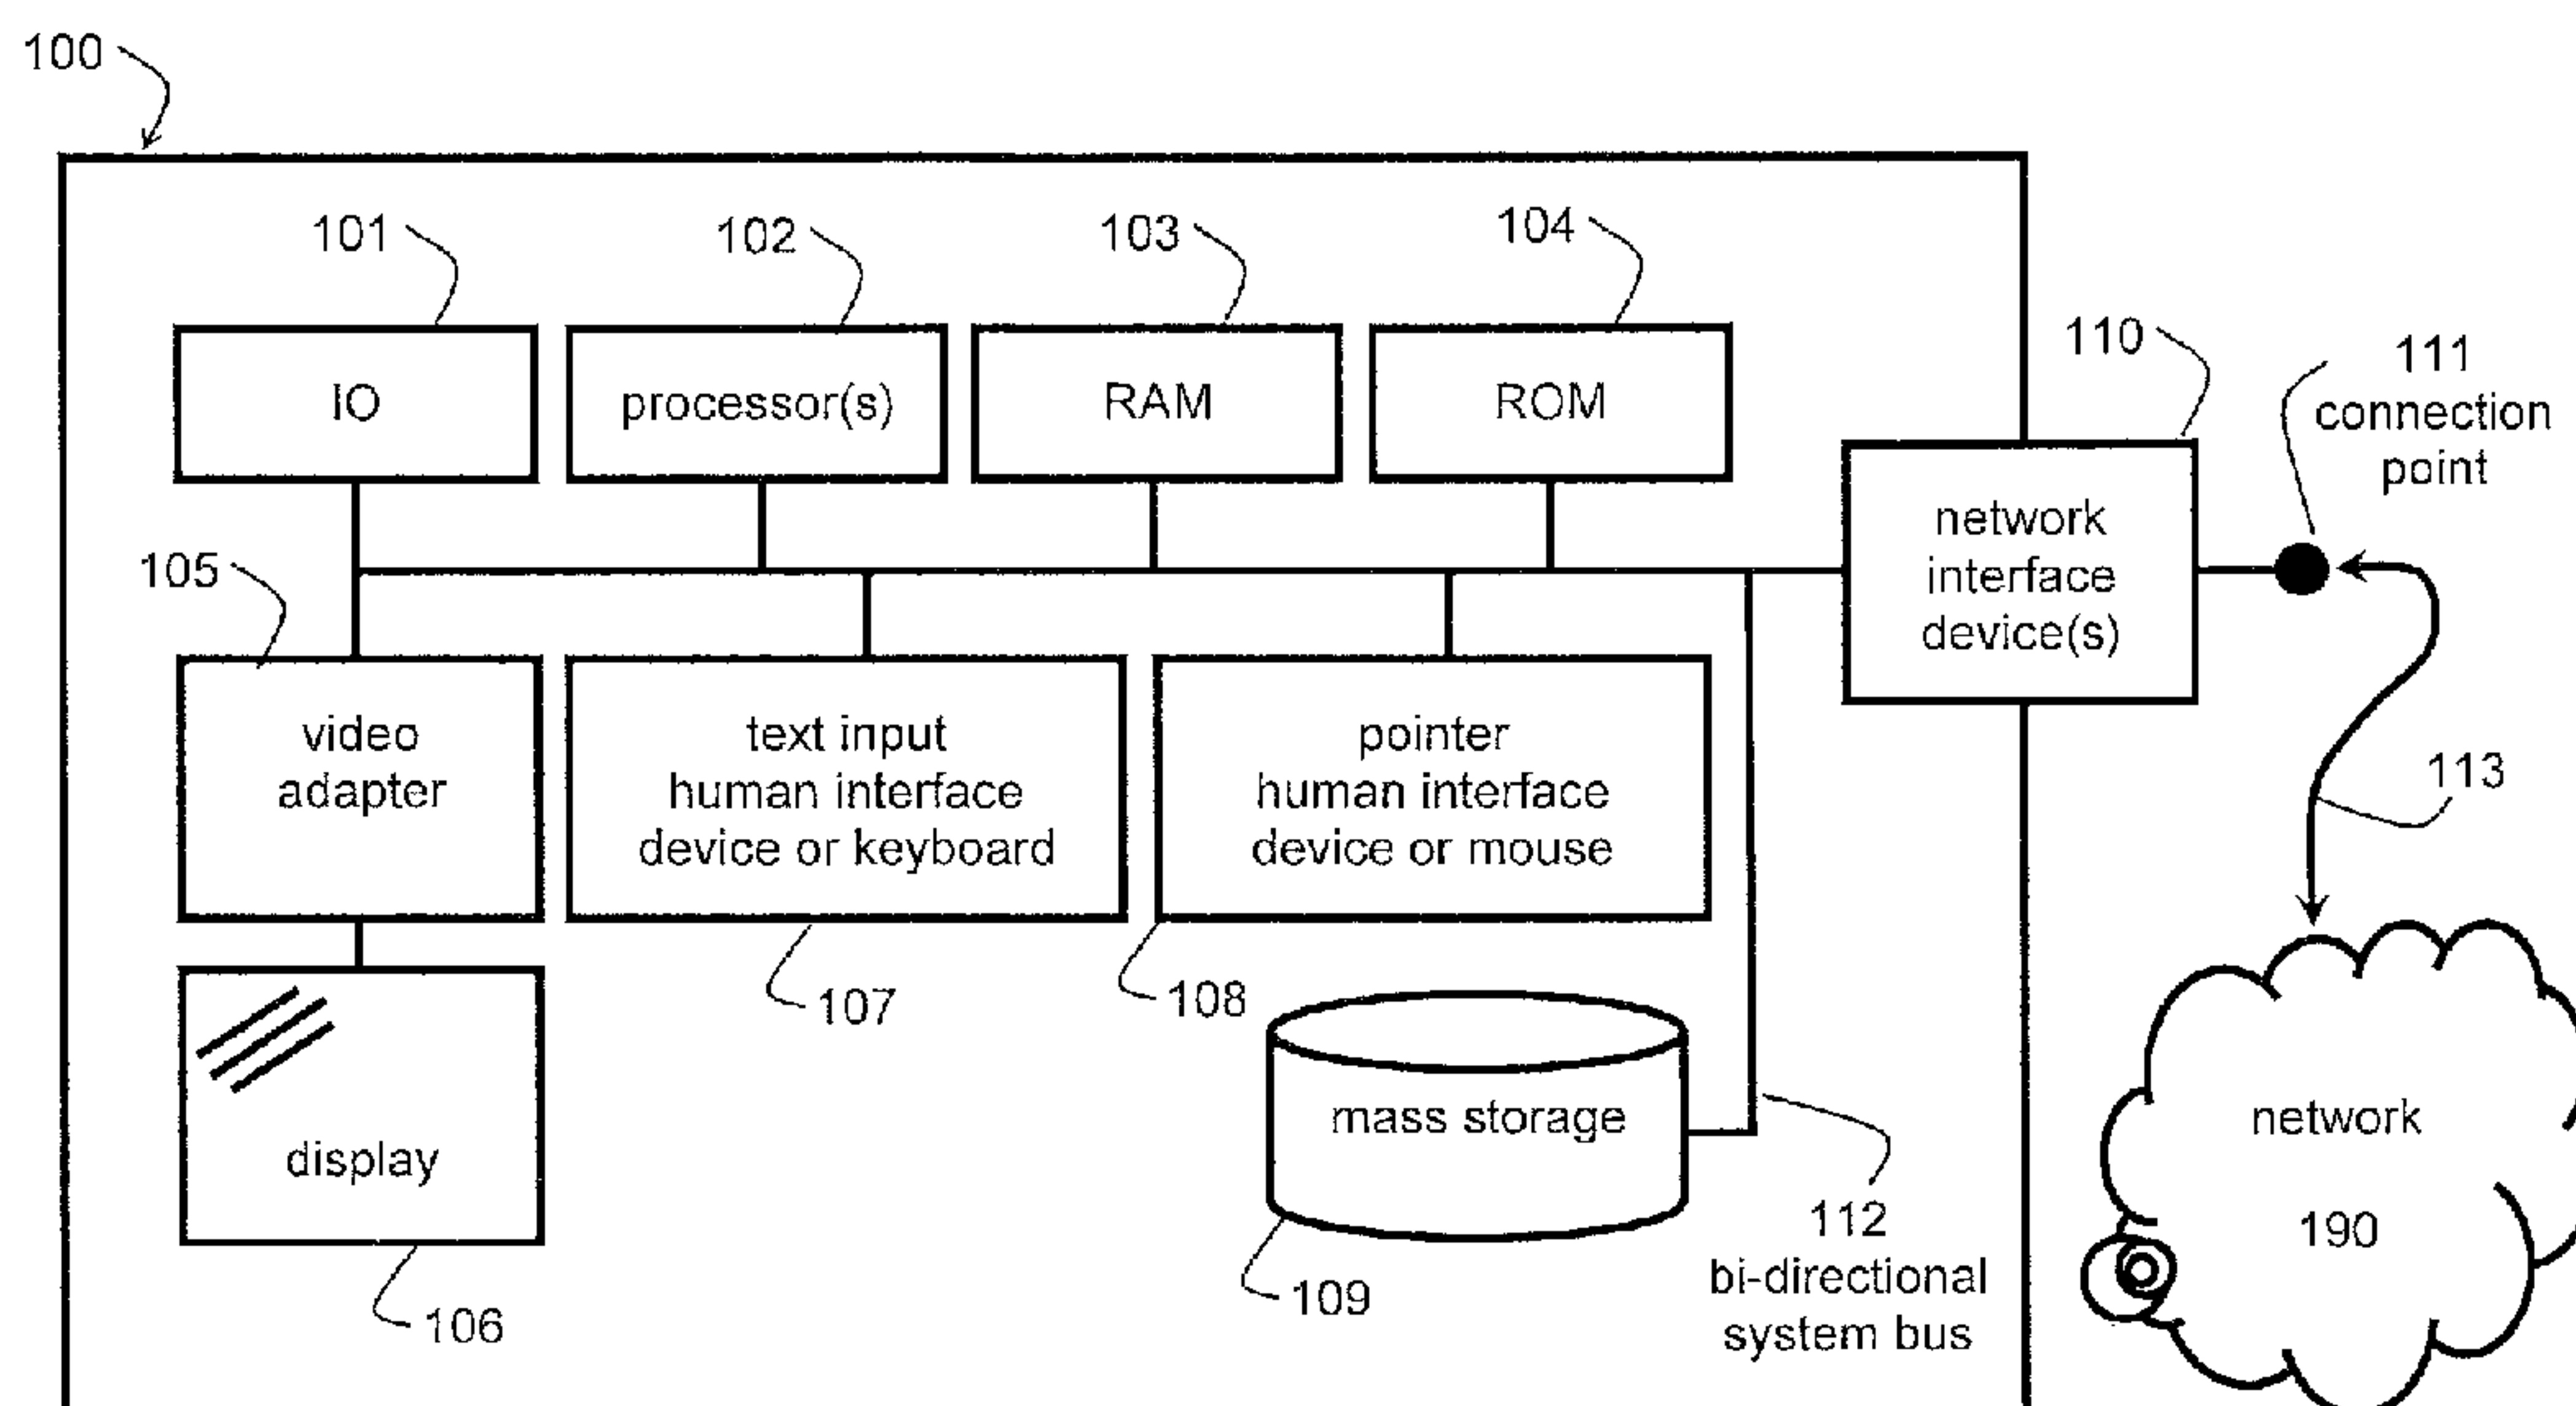 100
101
102
103
104
IO
processor(s)
RAM
ROM
110
111
connection
point
network
interface
device(s)
105
video
adapter
text input
human interface
device or keyboard
pointer
human interface
device or mouse
113
107
108
display
106
mass storage
109
112
bi-directional
system bus
network
190